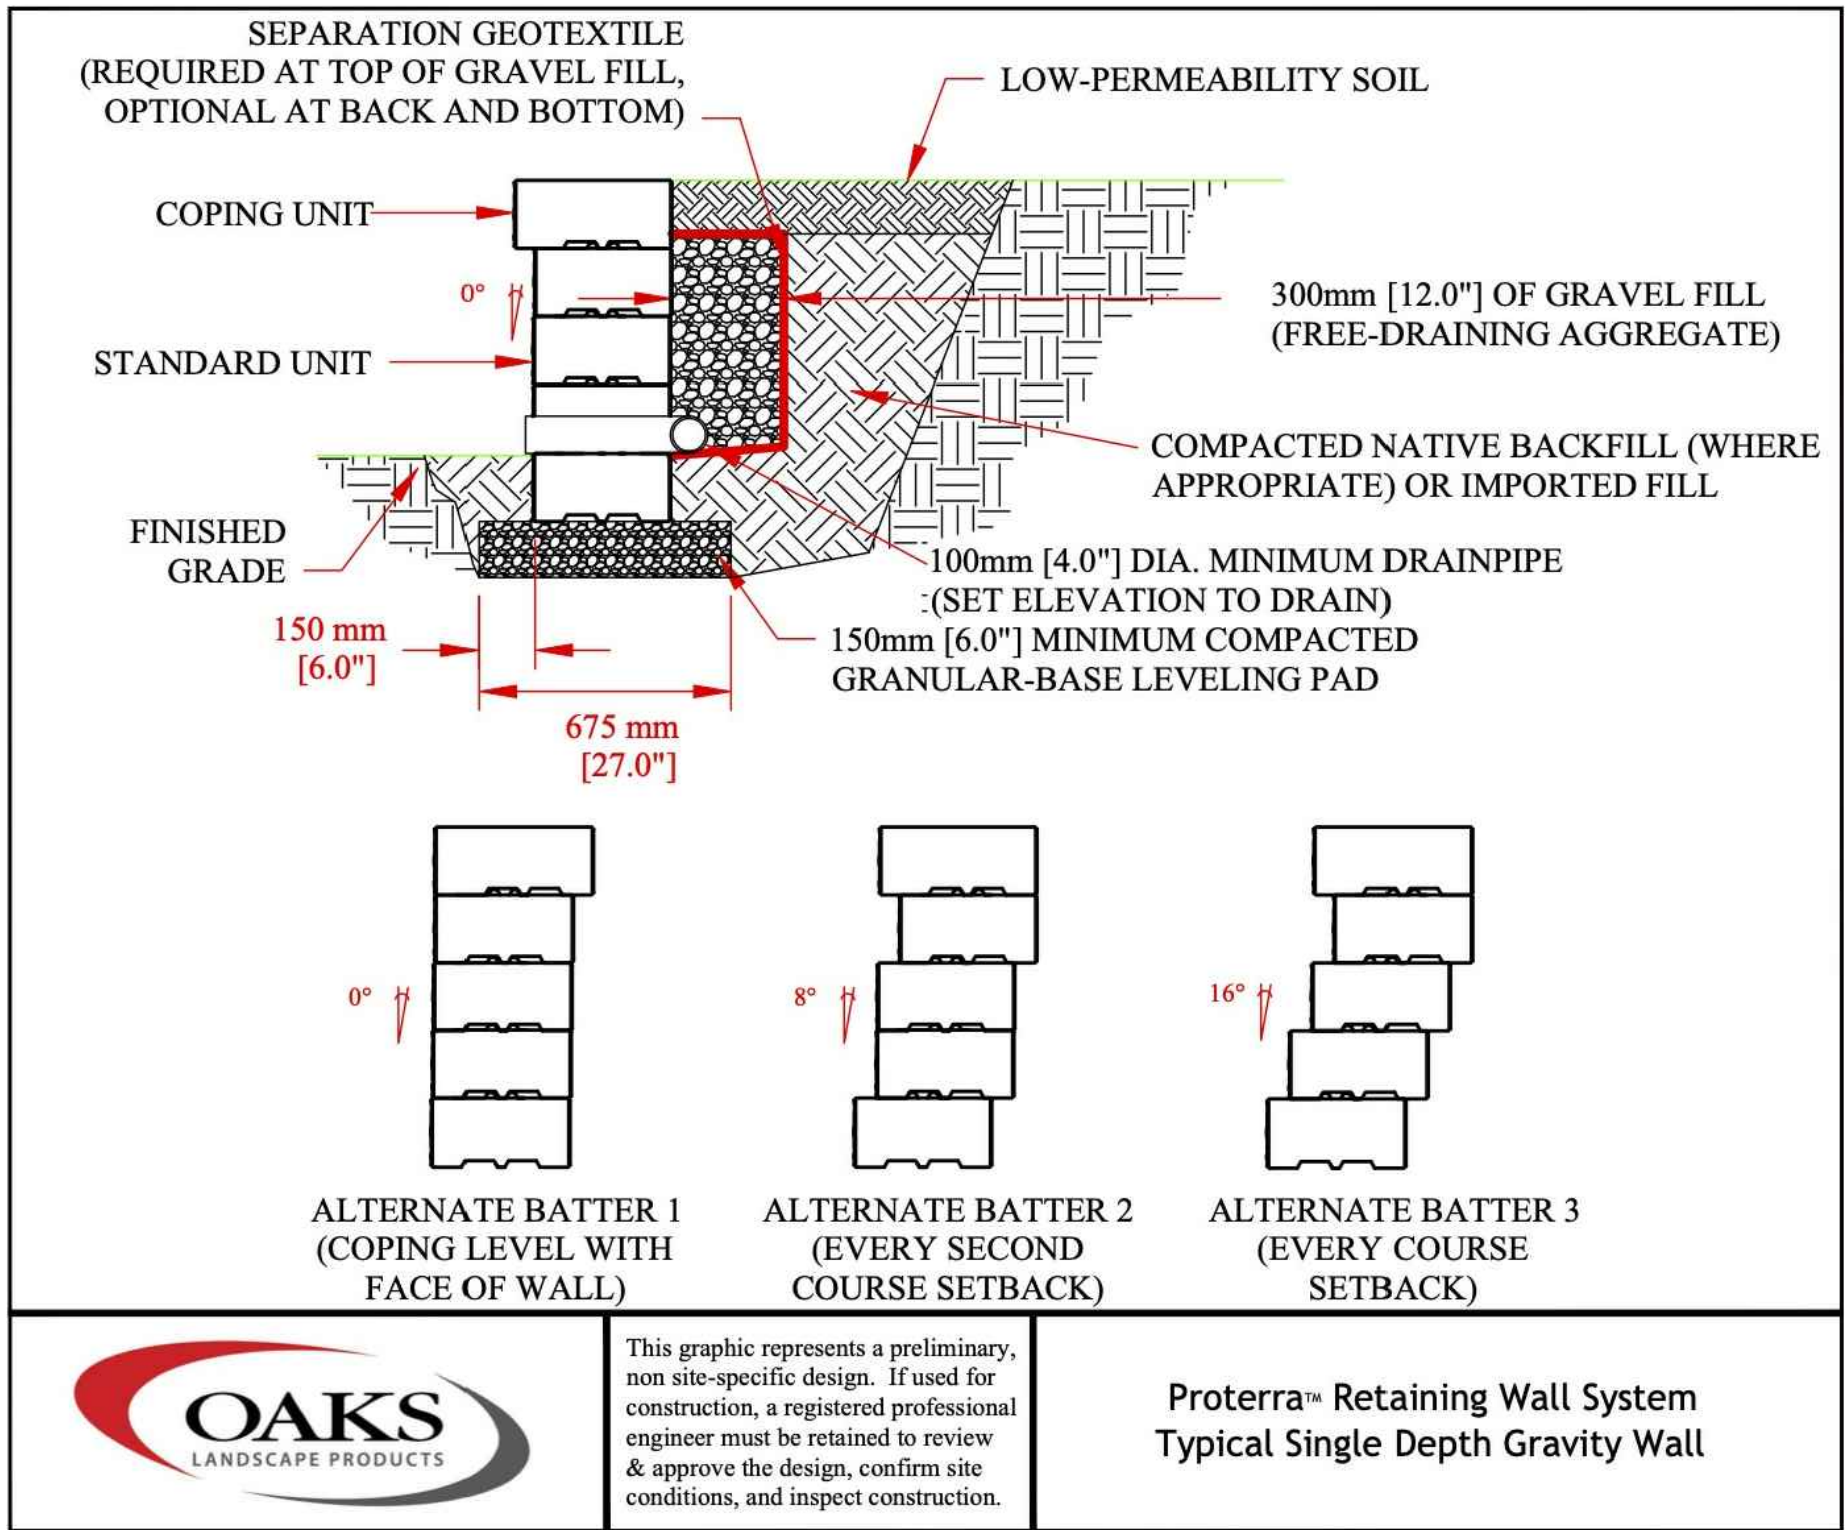 SEPARATION GEOTEXTILE
(REQUIRED AT TOP OF GRAVEL FILL,
OPTIONAL AT BACK AND BOTTOM)
LOW-PERMEABILITY SOIL
COPING UNIT
0°
300mm [12.0"] OF GRAVEL FILL
(FREE-DRAINING AGGREGATE)
STANDARD UNIT
COMPACTED NATIVE BACKFILL (WHERE
APPROPRIATE) OR IMPORTED FILL
FINISHED
GRADE
100mm [4.0"] DIA. MINIMUM DRAINPIPE
(SET ELEVATION TO DRAIN)
150 mm
[6.0"]
150mm [6.0"] MINIMUM COMPACTED
GRANULAR-BASE LEVELING PAD
675 mm
[27.0"]
0°
8°
16°
ALTERNATE BATTER 1
(COPING LEVEL WITH
FACE OF WALL)
ALTERNATE BATTER 2
(EVERY SECOND
COURSE SETBACK)
ALTERNATE BATTER 3
(EVERY COURSE
SETBACK)
OAKS
LANDSCAPE PRODUCTS
This graphic represents a preliminary,
non site-specific design. If used for
construction, a registered professional
engineer must be retained to review
& approve the design, confirm site
conditions, and inspect construction.
Proterra™ Retaining Wall System
Typical Single Depth Gravity Wall